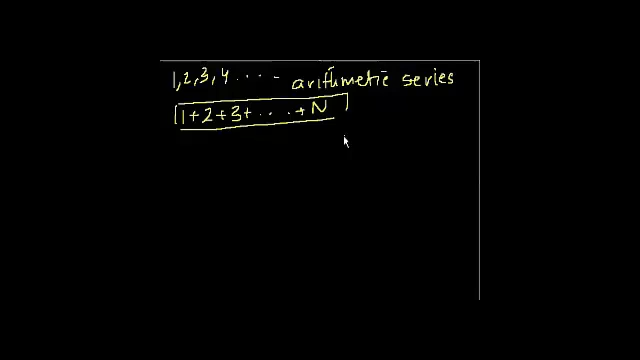 1, 2, 3, 4 . . . . - arithmetic series
1 + 2 + 3 + . . . . + N